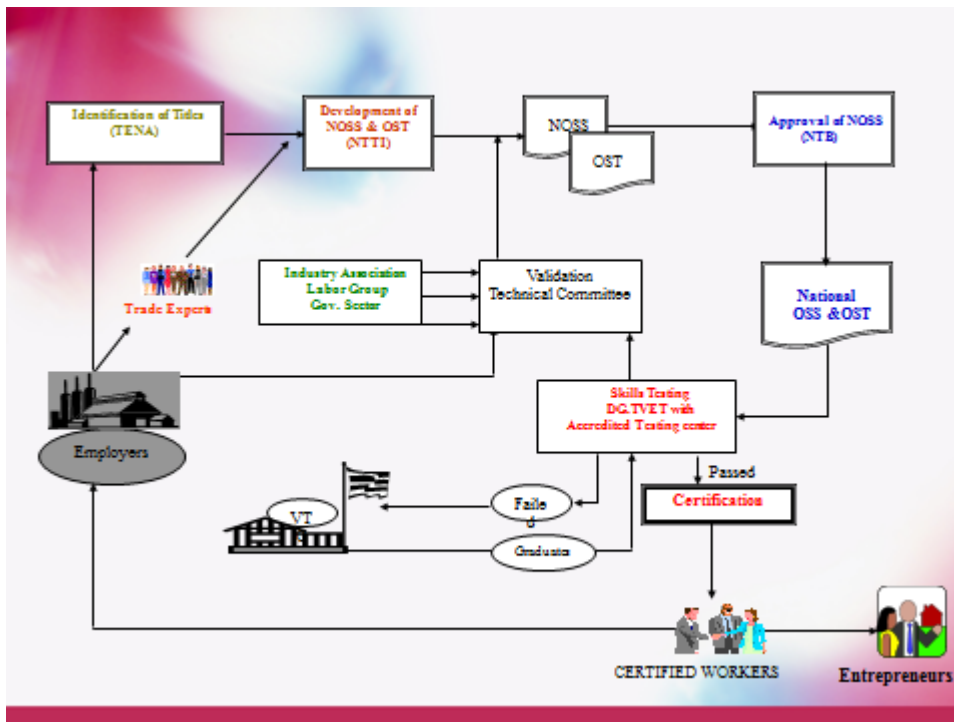 Identification of Titles
(TENA)
Development of
NOSS & OST
(NTTI)
NOSS
OST
Approval of NOSS
(NTB)
Trade Experts
Industry Association
Labor Group
Gov. Sector
Validation
Technical Committee
National
OSS &OST
Employers
Skills Testing
DG.TVET with
Accredited Testing center
Passed
Certification
VT
Faile
d
Graduates
CERTIFIED WORKERS
Entrepreneurs